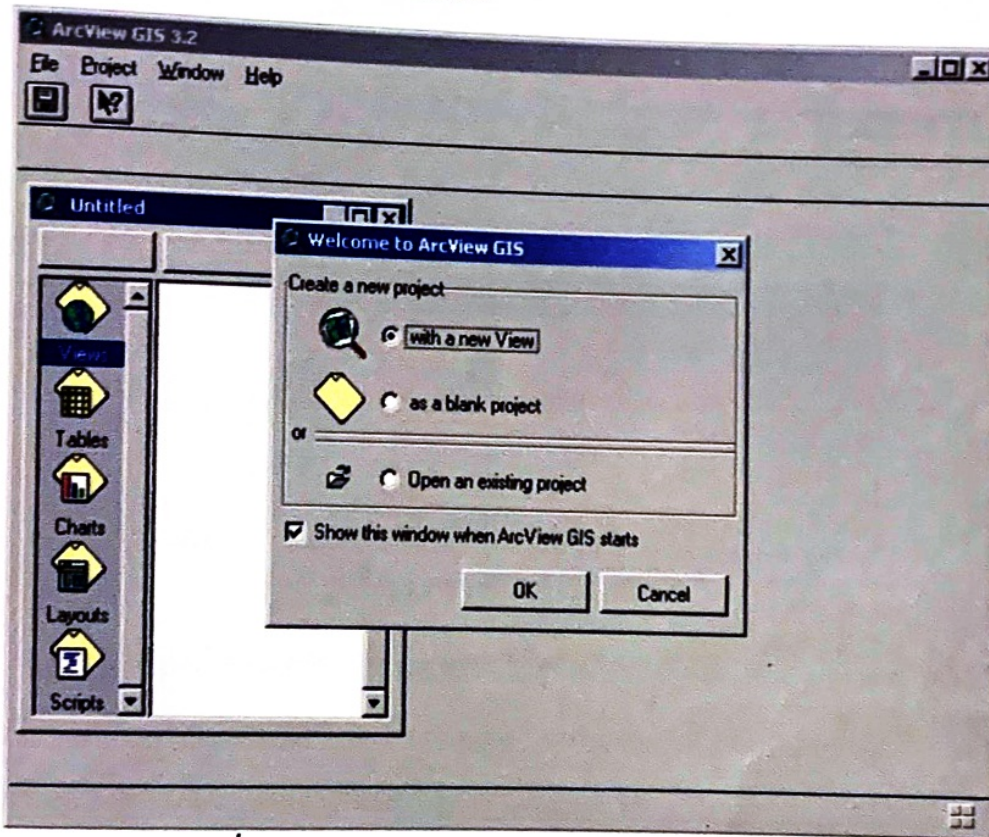 ArcView GIS 3.2
File Project Window Help
Untitled
Welcome to ArcView GIS
Create a new project
with a new View
as a blank project
or
Open an existing project
Show this window when ArcView GIS starts
OK Cancel
Views
Tables
Charts
Layouts
Scripts